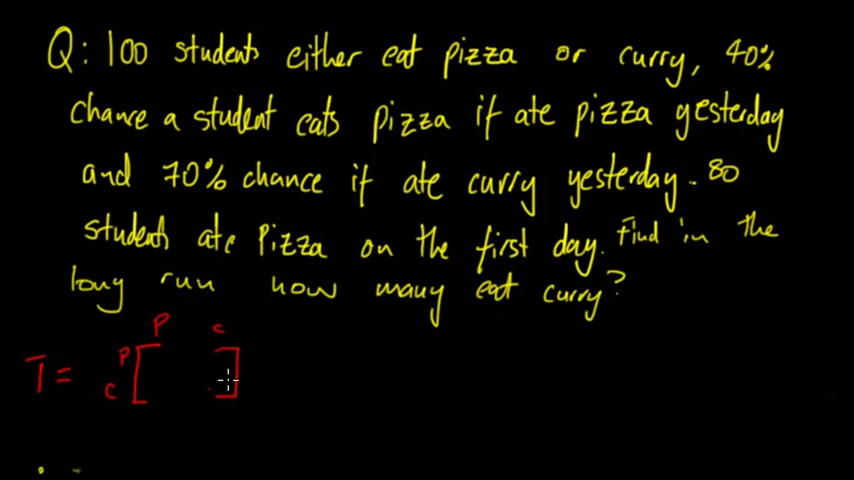 Q: 100 students either eat pizza or curry, 40%
chance a student eats pizza if ate pizza yesterday
and 70% chance if ate curry yesterday. 80
students ate Pizza on the first day. Find in the
long run how many eat curry?
P c
T = P [ ]
c